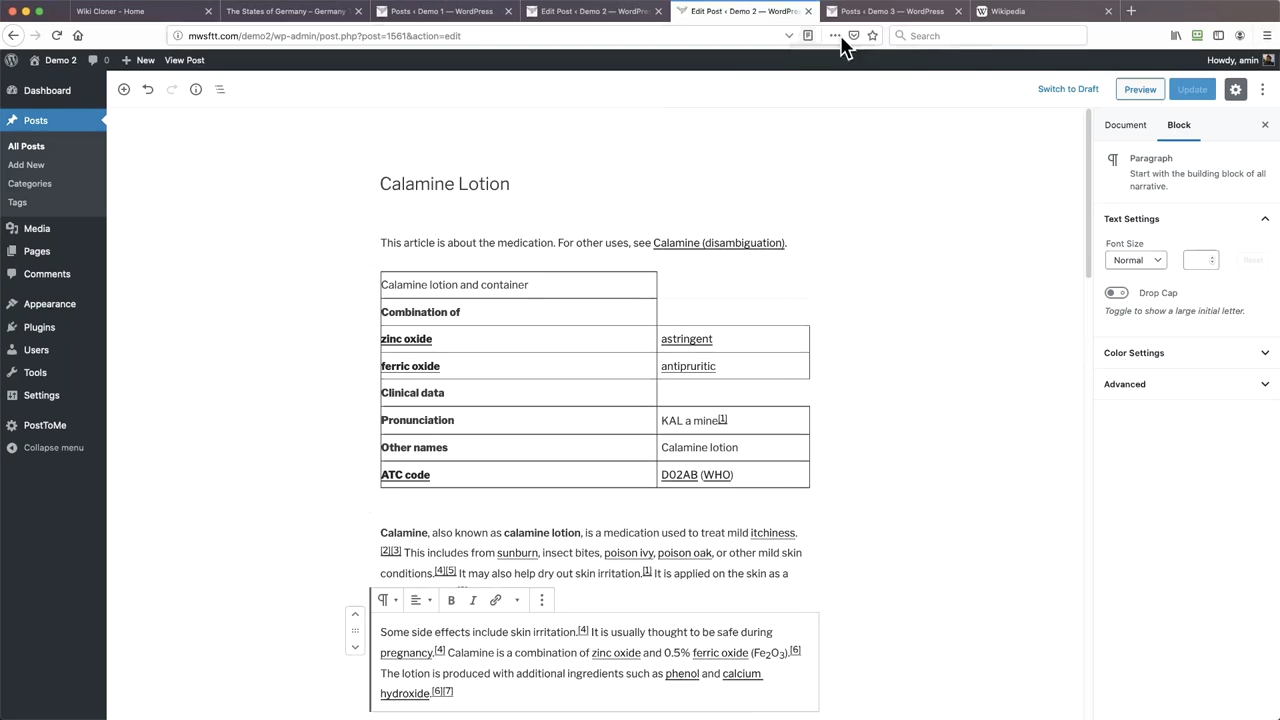 Wiki Cloner - Home
The States of Germany – Germany
Posts ‹ Demo 1 — WordPress
Edit Post ‹ Demo 2 — WordPres
Edit Post ‹ Demo 2 — WordPre
Posts ‹ Demo 3 — WordPress
Wikipedia
mwsftt.com/demo2/wp-admin/post.php?post=1561&action=edit
Search
Demo 2
0
New
View Post
Howdy, amin
Dashboard
Posts
All Posts
Add New
Categories
Tags
Media
Pages
Comments
Appearance
Plugins
Users
Tools
Settings
PostToMe
Collapse menu
Switch to Draft
Preview
Update
Calamine Lotion
This article is about the medication. For other uses, see Calamine (disambiguation).
Calamine lotion and container
Combination of
zinc oxide astringent
ferric oxide antipruritic
Clinical data
Pronunciation KAL a mine[1]
Other names Calamine lotion
ATC code D02AB (WHO)
Calamine, also known as calamine lotion, is a medication used to treat mild itchiness.
[2][3] This includes from sunburn, insect bites, poison ivy, poison oak, or other mild skin
conditions.[4][5] It may also help dry out skin irritation.[1] It is applied on the skin as a
B I
Some side effects include skin irritation.[4] It is usually thought to be safe during
pregnancy.[4] Calamine is a combination of zinc oxide and 0.5% ferric oxide (Fe2O3).[6]
The lotion is produced with additional ingredients such as phenol and calcium
hydroxide.[6][7]
Document
Block
Paragraph
Start with the building block of all
narrative.
Text Settings
Font Size
Normal
Reset
Drop Cap
Toggle to show a large initial letter.
Color Settings
Advanced